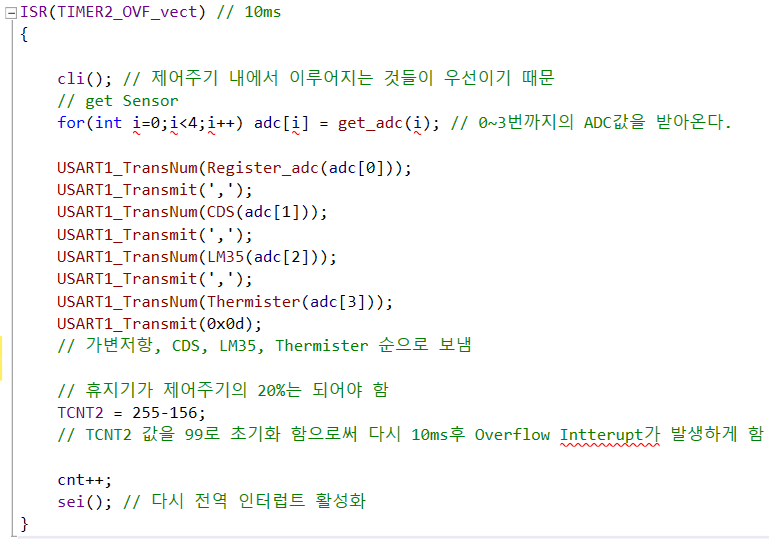 ISR(TIMER2_OVF_vect) // 10ms
{
cli(); // 제어주기 내에서 이루어지는 것들이 우선이기 때문
// get Sensor
for(int i=0;i<4;i++) adc[i] = get_adc(i); // 0~3번까지의 ADC값을 받아온다.
USART1_TransNum(Register_adc(adc[0]));
USART1_Transmit(',');
USART1_TransNum(CDS(adc[1]));
USART1_Transmit(',');
USART1_TransNum(LM35(adc[2]));
USART1_Transmit(',');
USART1_TransNum(Thermister(adc[3]));
USART1_Transmit(0x0d);
// 가변저항, CDS, LM35, Thermister 순으로 보냄
// 휴지기가 제어주기의 20%는 되어야 함
TCNT2 = 255-156;
// TCNT2 값을 99로 초기화 함으로써 다시 10ms후 Overflow Intterupt가 발생하게 함
cnt++;
sei(); // 다시 전역 인터럽트 활성화
}